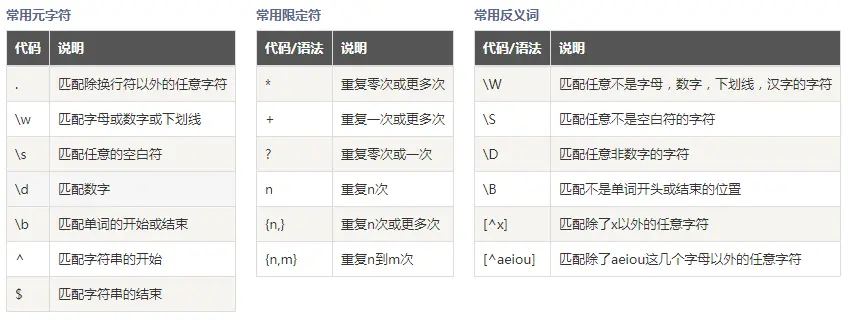 常用元字符
代码 说明
. 匹配除换行符以外的任意字符
\w 匹配字母或数字或下划线
\s 匹配任意的空白符
\d 匹配数字
\b 匹配单词的开始或结束
^ 匹配字符串的开始
$ 匹配字符串的结束
常用限定符
代码/语法 说明
* 重复零次或更多次
+ 重复一次或更多次
? 重复零次或一次
n 重复n次
{n,} 重复n次或更多次
{n,m} 重复n到m次
常用反义词
代码/语法 说明
\W 匹配任意不是字母，数字，下划线，汉字的字符
\S 匹配任意不是空白符的字符
\D 匹配任意非数字的字符
\B 匹配不是单词开头或结束的位置
[^x] 匹配除了x以外的任意字符
[^aeiou] 匹配除了aeiou这几个字母以外的任意字符